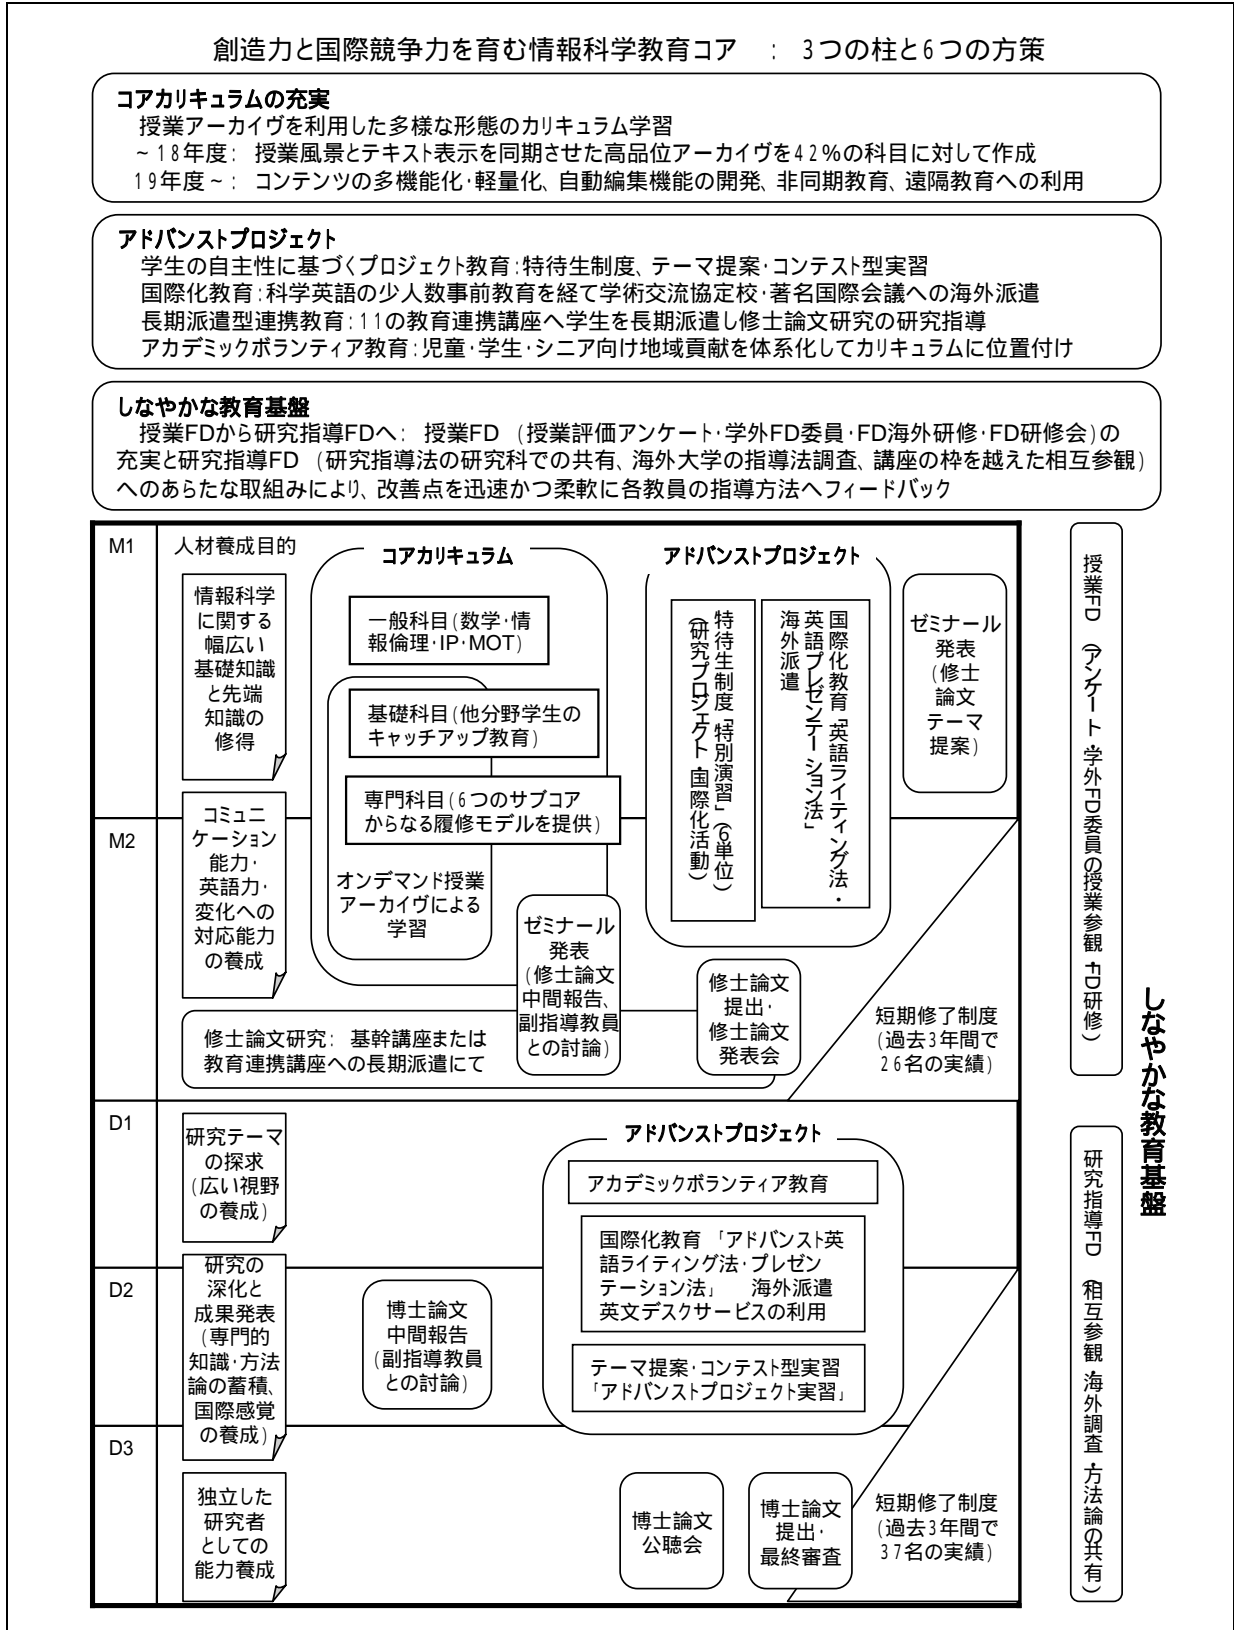 創造力と国際競争力を育む情報科学教育コア　：　3つの柱と6つの方策
コアカリキュラムの充実
授業アーカイヴを利用した多様な形態のカリキュラム学習
~18年度：　授業風景とテキスト表示を同期させた高品位アーカイヴを42%の科目に対して作成
19年度~：　コンテンツの多機能化・軽量化、自動編集機能の開発、非同期教育、遠隔教育への利用
アドバンストプロジェクト
学生の自主性に基づくプロジェクト教育：特待生制度、テーマ提案・コンテスト型実習
国際化教育：科学英語の少人数事前教育を経て学術交流協定校・著名国際会議への海外派遣
長期派遣型連携教育：11の教育連携講座へ学生を長期派遣し修士論文研究の研究指導
アカデミックボランティア教育：児童・学生・シニア向け地域貢献を体系化してカリキュラムに位置付け
しなやかな教育基盤
授業FDから研究指導FDへ：　授業FD　(授業評価アンケート・学外FD委員・FD海外研修・FD研修会)の
充実と研究指導FD　(研究指導法の研究科での共有、海外大学の指導法調査、講座の枠を越えた相互参観)
へのあらたな取組みにより、改善点を迅速かつ柔軟に各教員の指導方法へフィードバック
M1
人材養成目的
情報科学
に関する
幅広い
基礎知識
と先端
知識の
修得
コアカリキュラム
一般科目(数学・情
報倫理・IP・MOT)
基礎科目(他分野学生の
キャッチアップ教育)
専門科目(6つのサブコア
からなる履修モデルを提供)
オンデマンド授業
アーカイヴによる
学習
アドバンストプロジェクト
特待生制度「特別演習」(6単位)
(研究プロジェクト・国際化活動)
国際化教育「英語ライティング法・
英語プレゼンテーション法」
海外派遣
ゼミナール
発表
(修士
論文
テーマ
提案)
M2
コミュニ
ケーション
能力・
英語力・
変化への
対応能力
の養成
ゼミナール
発表
(修士論文
中間報告、
副指導教員
との討論)
修士論文研究：　基幹講座または
教育連携講座への長期派遣にて
修士論文
提出・
修士論文
発表会
短期修了制度
(過去3年間で
26名の実績)
D1
研究テーマ
の探求
(広い視野
の養成)
アドバンストプロジェクト
アカデミックボランティア教育
国際化教育　「アドバンスト英
語ライティング法・プレゼン
テーション法」　海外派遣
英文デスクサービスの利用
テーマ提案・コンテスト型実習
「アドバンストプロジェクト実習」
D2
研究の
深化と
成果発表
(専門的
知識・方法
論の蓄積、
国際感覚
の養成)
博士論文
中間報告
(副指導教員
との討論)
D3
独立した
研究者
としての
能力養成
博士論文
公聴会
博士論文
提出・
最終審査
短期修了制度
(過去3年間で
37名の実績)
授業FD　(アンケート・学外FD委員の授業参観・FD研修)
研究指導FD　(相互参観・海外調査・方法論の共有)
しなやかな教育基盤